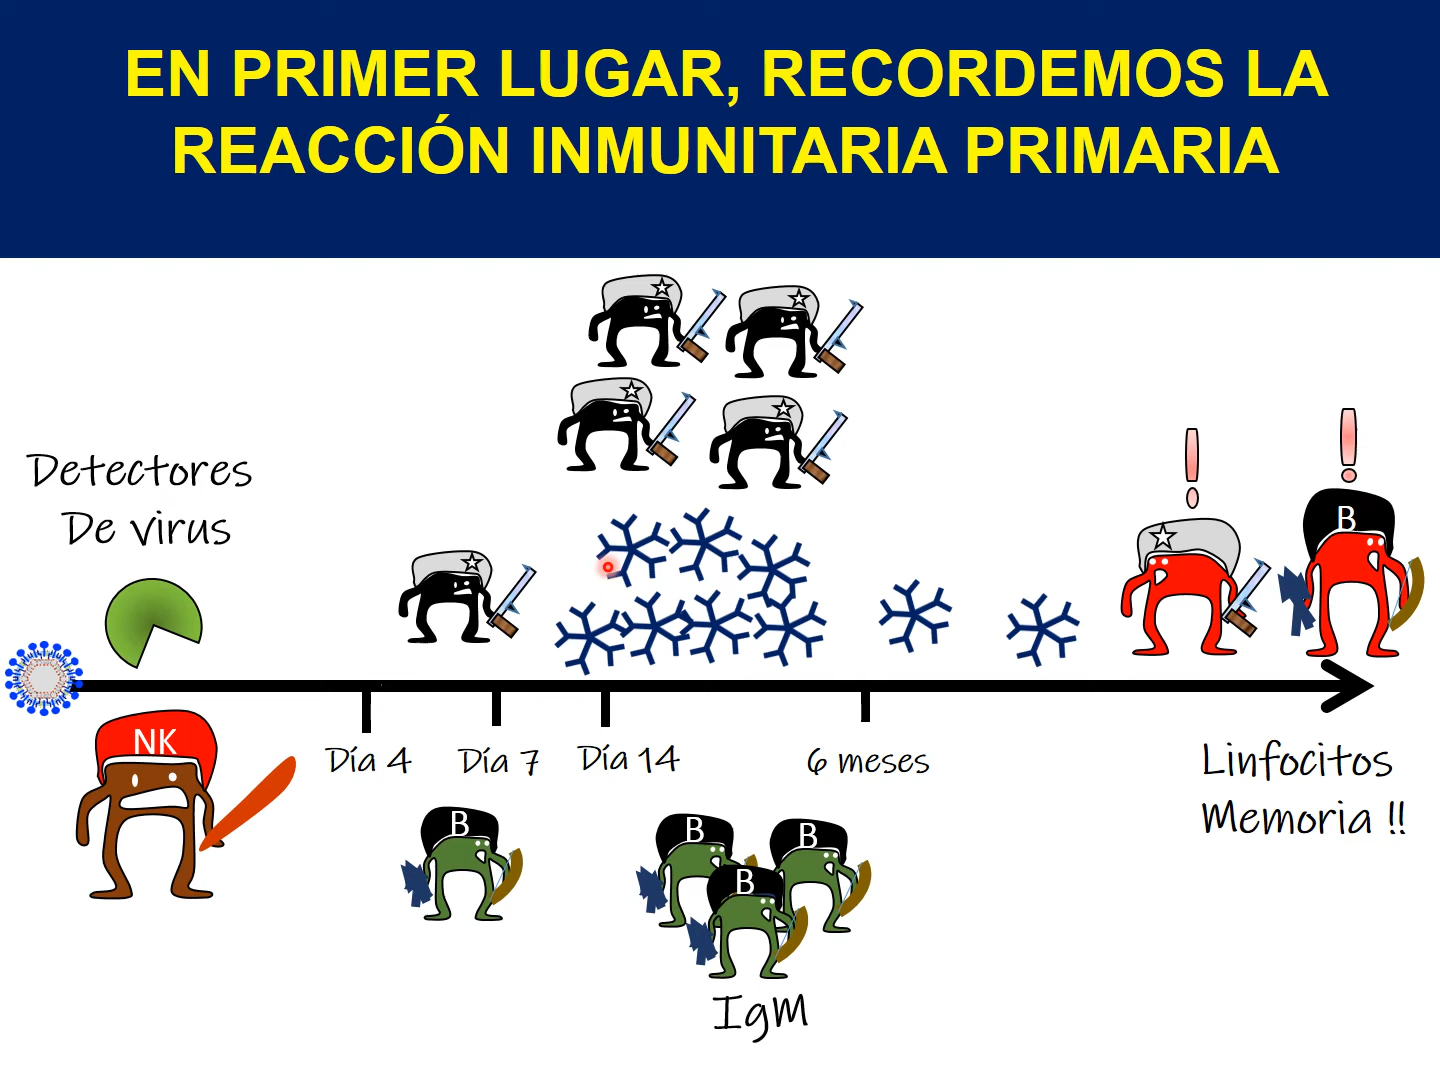 EN PRIMER LUGAR, RECORDEMOS LA
REACCIÓN INMUNITARIA PRIMARIA
Detectores
De virus
B
NK
Día 4
Día 7
Día 14
6 meses
Linfocitos
Memoria !!
B
B
B
B
IgM